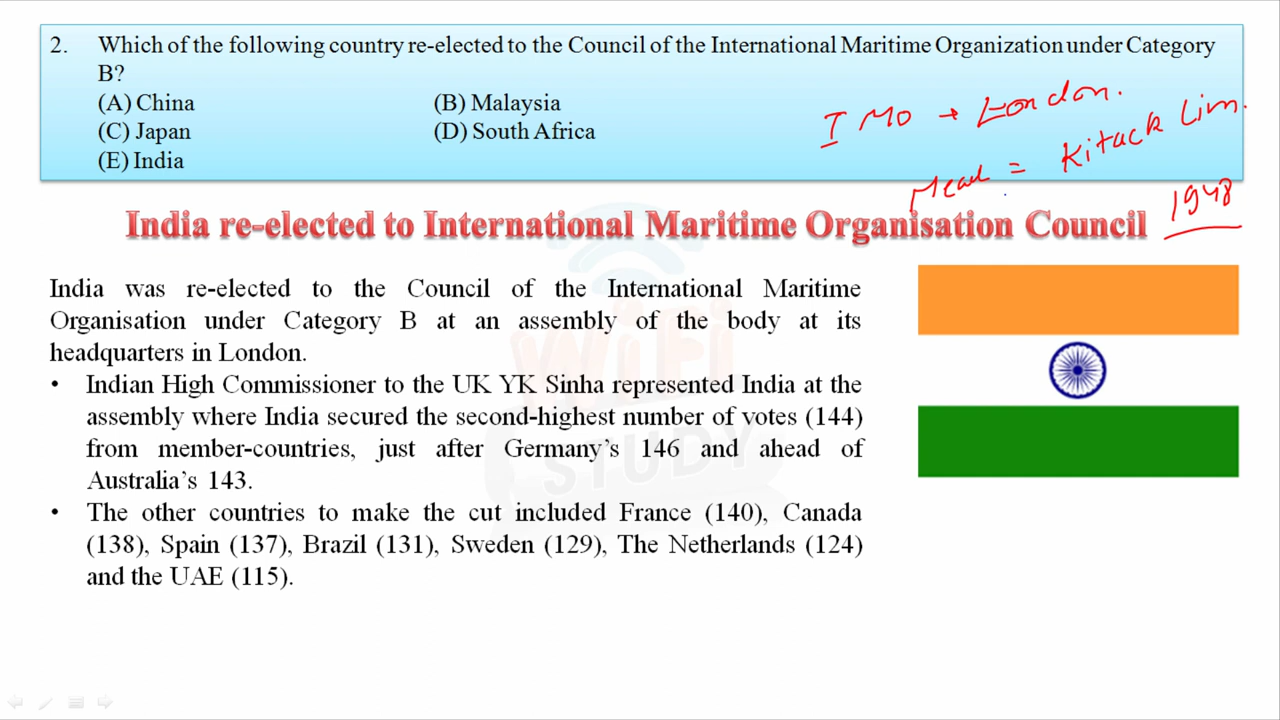 2. Which of the following country re-elected to the Council of the International Maritime Organization under Category
B?
(A) China (B) Malaysia
(C) Japan (D) South Africa
(E) India
IMO → London.
Head = Kitack Lim.
1948
India re-elected to International Maritime Organisation Council
India was re-elected to the Council of the International Maritime
Organisation under Category B at an assembly of the body at its
headquarters in London.
• Indian High Commissioner to the UK YK Sinha represented India at the
assembly where India secured the second-highest number of votes (144)
from member-countries, just after Germany’s 146 and ahead of
Australia’s 143.
• The other countries to make the cut included France (140), Canada
(138), Spain (137), Brazil (131), Sweden (129), The Netherlands (124)
and the UAE (115).
WiFi
STUDY